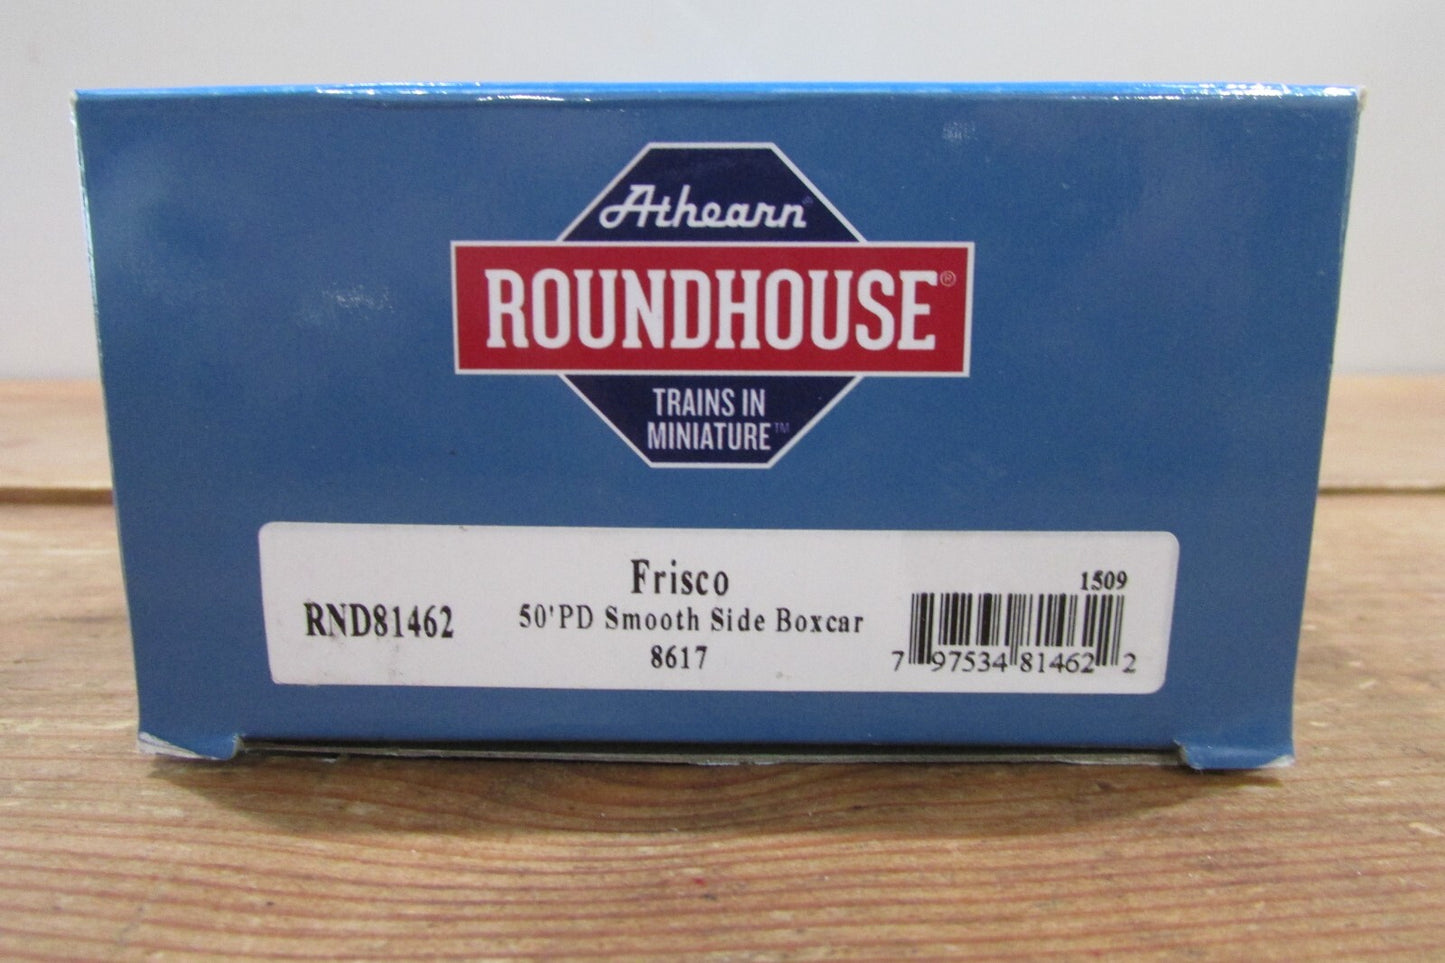 Athearn®
ROUNDHOUSE®
TRAINS IN
MINIATURE™
RND81462
Frisco
50'PD Smooth Side Boxcar
8617
1509
7 97534 81462 2